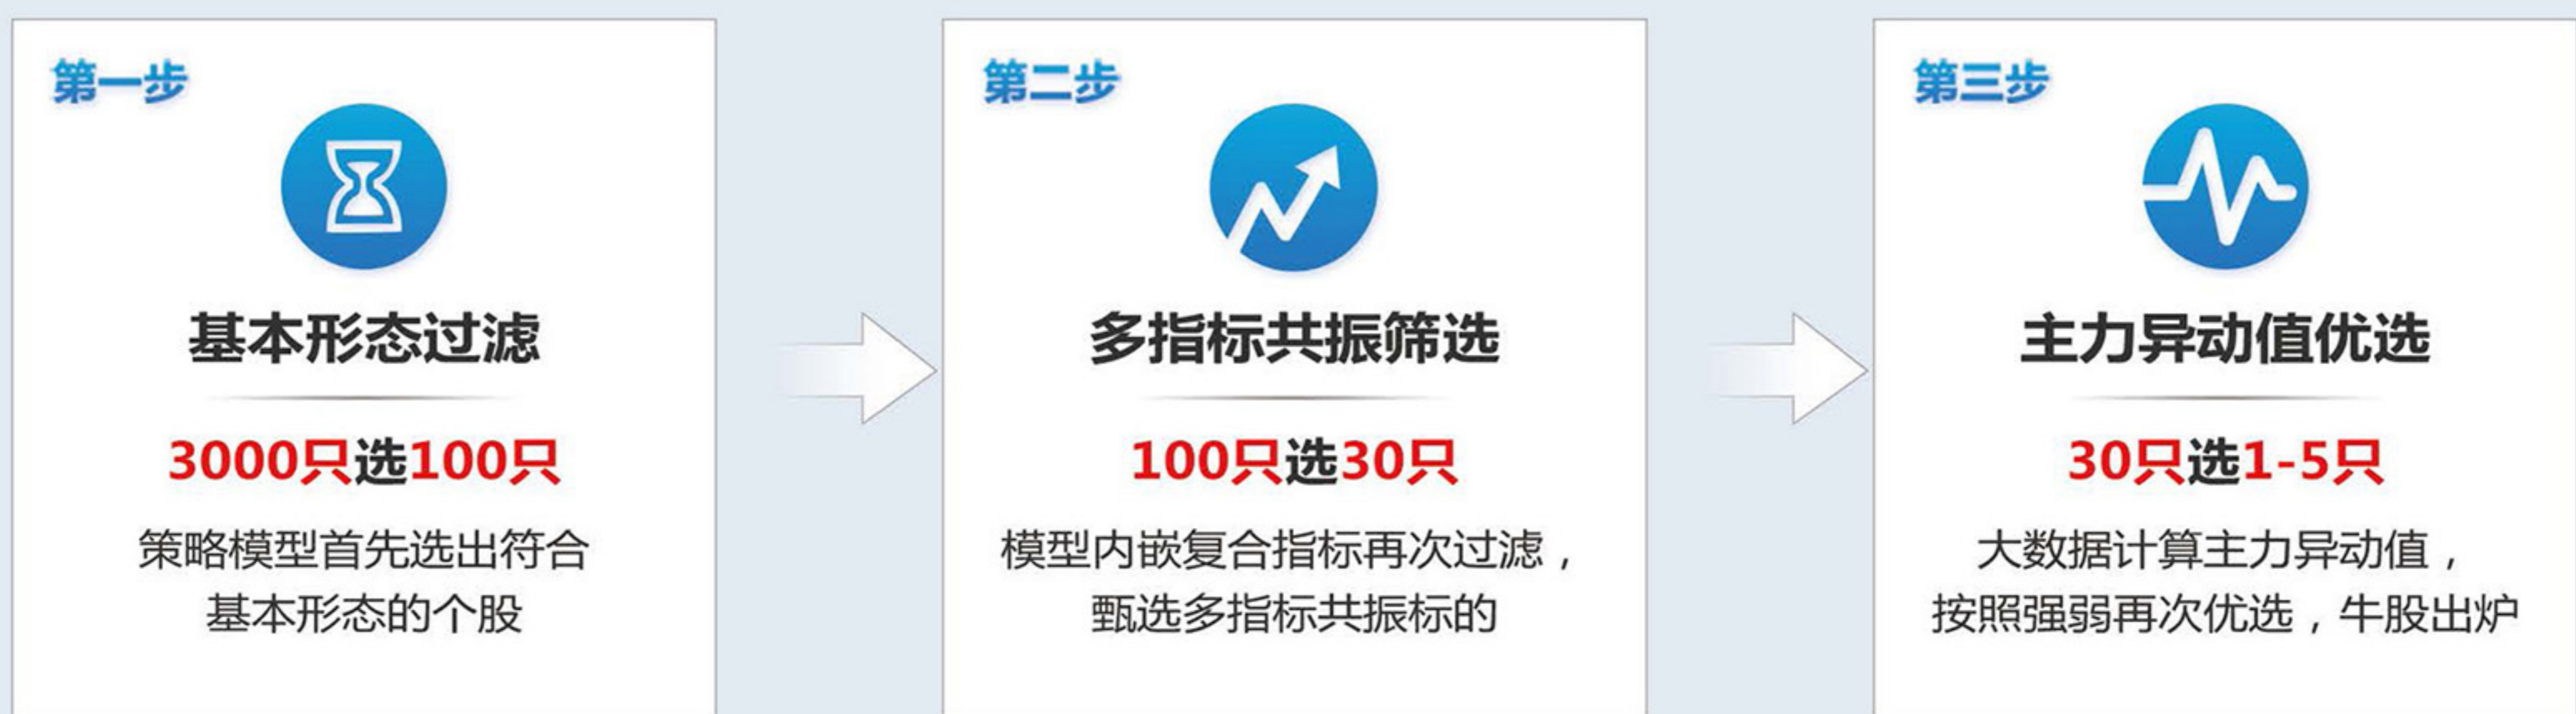 第一步
基本形态过滤
3000只选100只
策略模型首先选出符合
基本形态的个股
第二步
多指标共振筛选
100只选30只
模型内嵌复合指标再次过滤，
甄选多指标共振标的
第三步
主力异动值优选
30只选1-5只
大数据计算主力异动值，
按照强弱再次优选，牛股出炉